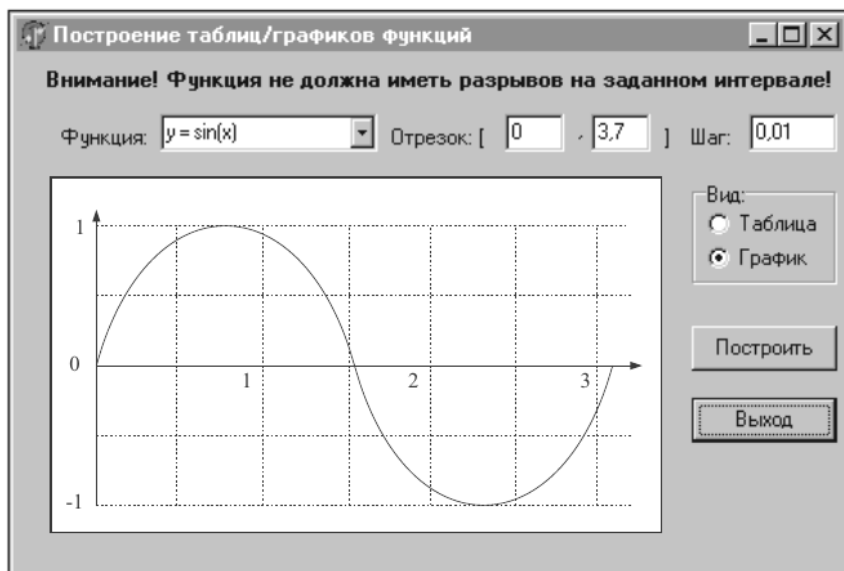 Построение таблиц/графиков функций
Внимание! Функция не должна иметь разрывов на заданном интервале!
Функция: y = sin(x) Отрезок: [ 0 , 3,7 ] Шаг: 0,01
Вид:
Таблица
График
Построить
Выход
1
0
1 2 3
-1